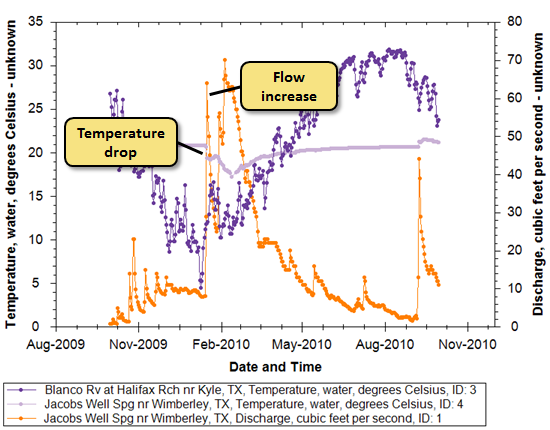 35
80
30
70
Flow
increase
25
60
Temperature
drop
50
20
40
15
30
10
20
5
10
0
0
Aug-2009
Nov-2009
Feb-2010
May-2010
Aug-2010
Nov-2010
Temperature, water, degrees Celsius - unknown
Discharge, cubic feet per second - unknown
Date and Time
Blanco Rv at Halifax Rch nr Kyle, TX, Temperature, water, degrees Celsius, ID: 3
Jacobs Well Spg nr Wimberley, TX, Temperature, water, degrees Celsius, ID: 4
Jacobs Well Spg nr Wimberley, TX, Discharge, cubic feet per second, ID: 1